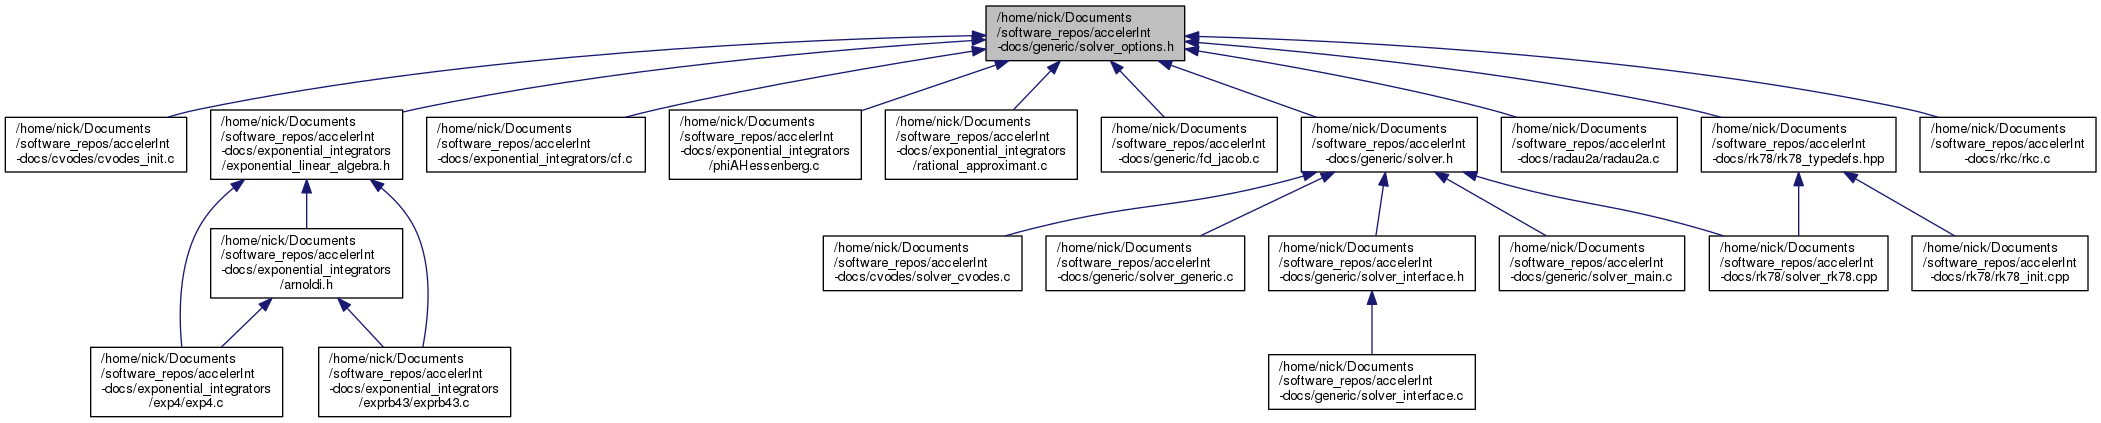 /home/nick/Documents
/software_repos/accelerInt
-docs/generic/solver_options.h
/home/nick/Documents
/software_repos/accelerInt
-docs/cvodes/cvodes_init.c
/home/nick/Documents
/software_repos/accelerInt
-docs/exponential_integrators
/exponential_linear_algebra.h
/home/nick/Documents
/software_repos/accelerInt
-docs/exponential_integrators/cf.c
/home/nick/Documents
/software_repos/accelerInt
-docs/exponential_integrators
/phiAHessenberg.c
/home/nick/Documents
/software_repos/accelerInt
-docs/exponential_integrators
/rational_approximant.c
/home/nick/Documents
/software_repos/accelerInt
-docs/generic/fd_jacob.c
/home/nick/Documents
/software_repos/accelerInt
-docs/generic/solver.h
/home/nick/Documents
/software_repos/accelerInt
-docs/radau2a/radau2a.c
/home/nick/Documents
/software_repos/accelerInt
-docs/rk78/rk78_typedefs.hpp
/home/nick/Documents
/software_repos/accelerInt
-docs/rkc/rkc.c
/home/nick/Documents
/software_repos/accelerInt
-docs/exponential_integrators
/arnoldi.h
/home/nick/Documents
/software_repos/accelerInt
-docs/cvodes/solver_cvodes.c
/home/nick/Documents
/software_repos/accelerInt
-docs/generic/solver_generic.c
/home/nick/Documents
/software_repos/accelerInt
-docs/generic/solver_interface.h
/home/nick/Documents
/software_repos/accelerInt
-docs/generic/solver_main.c
/home/nick/Documents
/software_repos/accelerInt
-docs/rk78/solver_rk78.cpp
/home/nick/Documents
/software_repos/accelerInt
-docs/rk78/rk78_init.cpp
/home/nick/Documents
/software_repos/accelerInt
-docs/exponential_integrators
/exp4/exp4.c
/home/nick/Documents
/software_repos/accelerInt
-docs/exponential_integrators
/exprb43/exprb43.c
/home/nick/Documents
/software_repos/accelerInt
-docs/generic/solver_interface.c